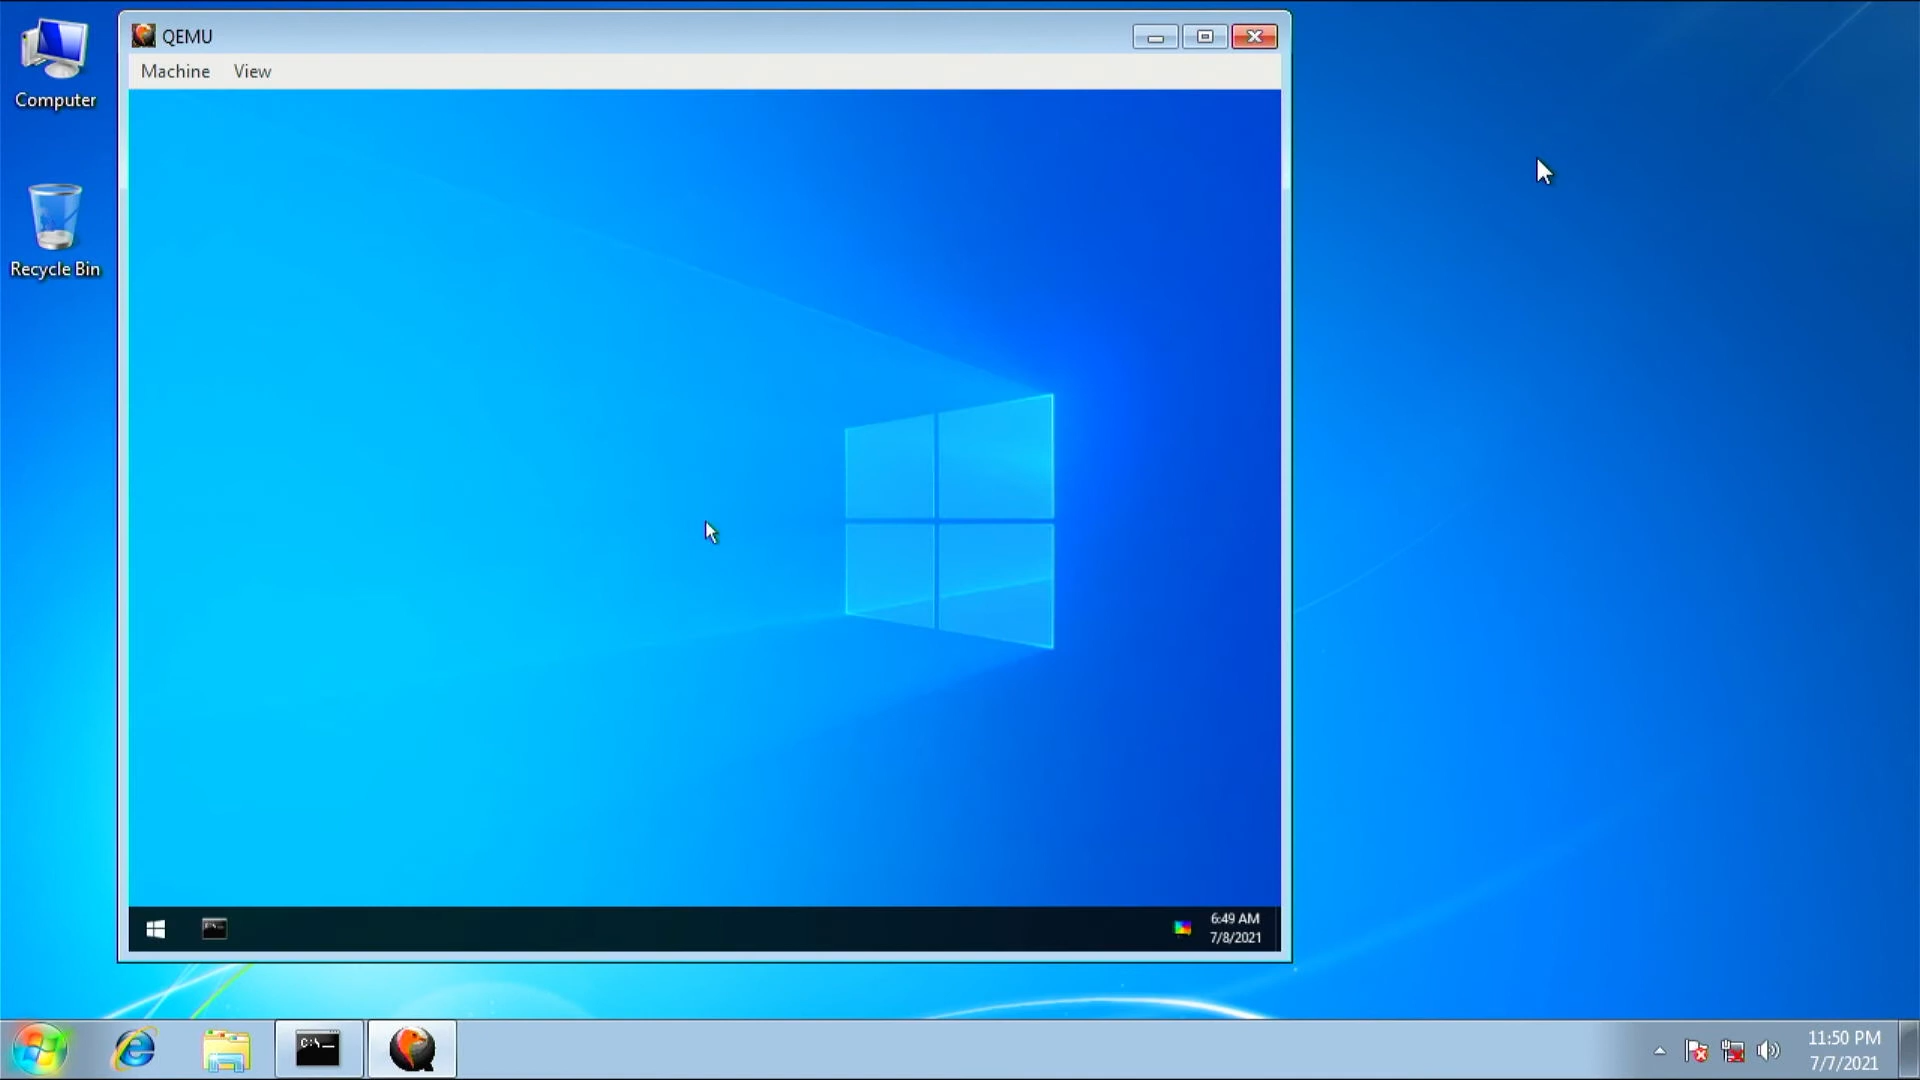 QEMU
Machine View
Computer
Recycle Bin
6:49 AM
7/8/2021
C:\
11:50 PM
7/7/2021